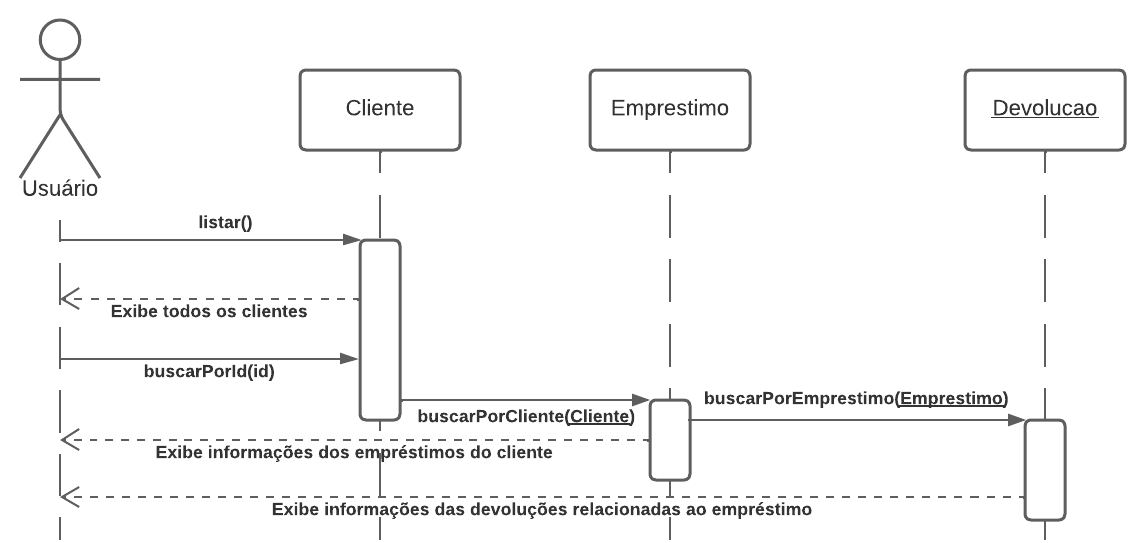 Cliente
Emprestimo
Devolucao
Usuário
listar()
Exibe todos os clientes
buscarPorId(id)
buscarPorEmprestimo(Emprestimo)
buscarPorCliente(Cliente)
Exibe informações dos empréstimos do cliente
Exibe informações das devoluções relacionadas ao empréstimo